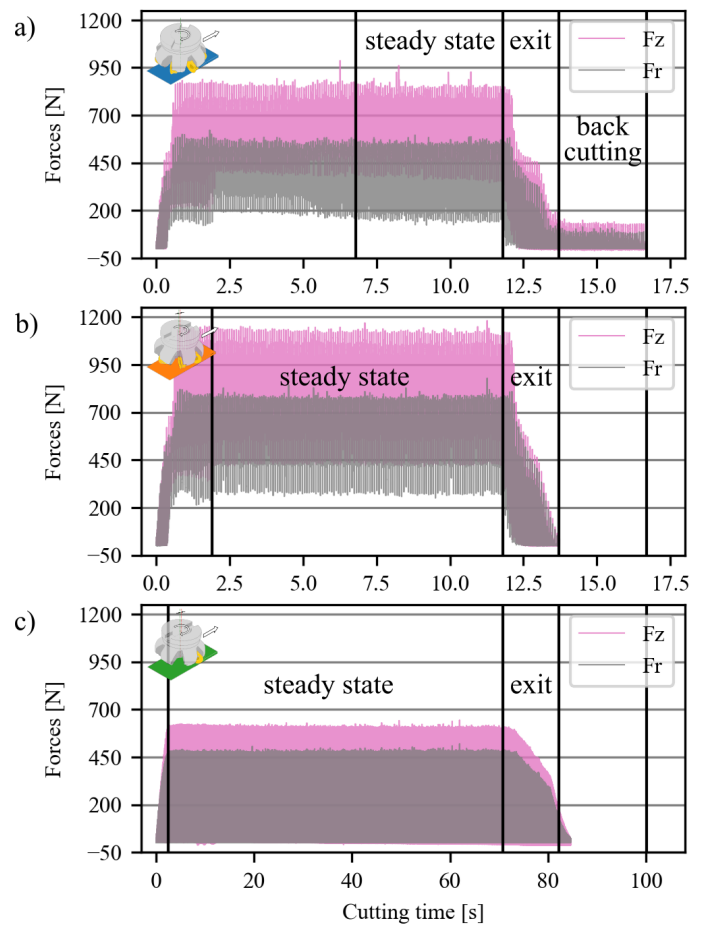 a)
Forces [N]
1200
950
700
450
200
−50
steady state
exit
back
cutting
Fz
Fr
0.0 2.5 5.0 7.5 10.0 12.5 15.0 17.5
b)
Forces [N]
1200
950
700
450
200
−50
steady state
exit
Fz
Fr
0.0 2.5 5.0 7.5 10.0 12.5 15.0 17.5
c)
Forces [N]
1200
950
700
450
200
−50
steady state
exit
Fz
Fr
0 20 40 60 80 100
Cutting time [s]